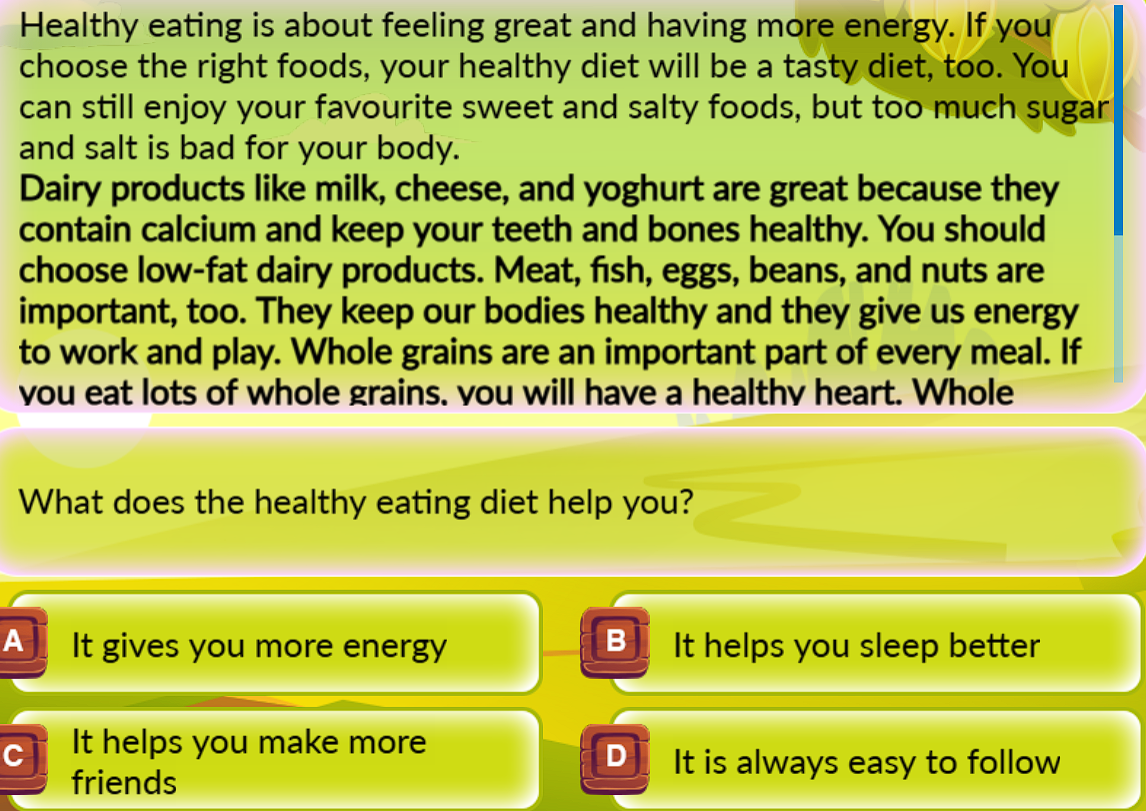 Healthy eating is about feeling great and having more energy. If you
choose the right foods, your healthy diet will be a tasty diet, too. You
can still enjoy your favourite sweet and salty foods, but too much sugar
and salt is bad for your body.
Dairy products like milk, cheese, and yoghurt are great because they
contain calcium and keep your teeth and bones healthy. You should
choose low-fat dairy products. Meat, fish, eggs, beans, and nuts are
important, too. They keep our bodies healthy and they give us energy
to work and play. Whole grains are an important part of every meal. If
you eat lots of whole grains, you will have a healthy heart. Whole
What does the healthy eating diet help you?
A It gives you more energy
B It helps you sleep better
C It helps you make more
friends
D It is always easy to follow